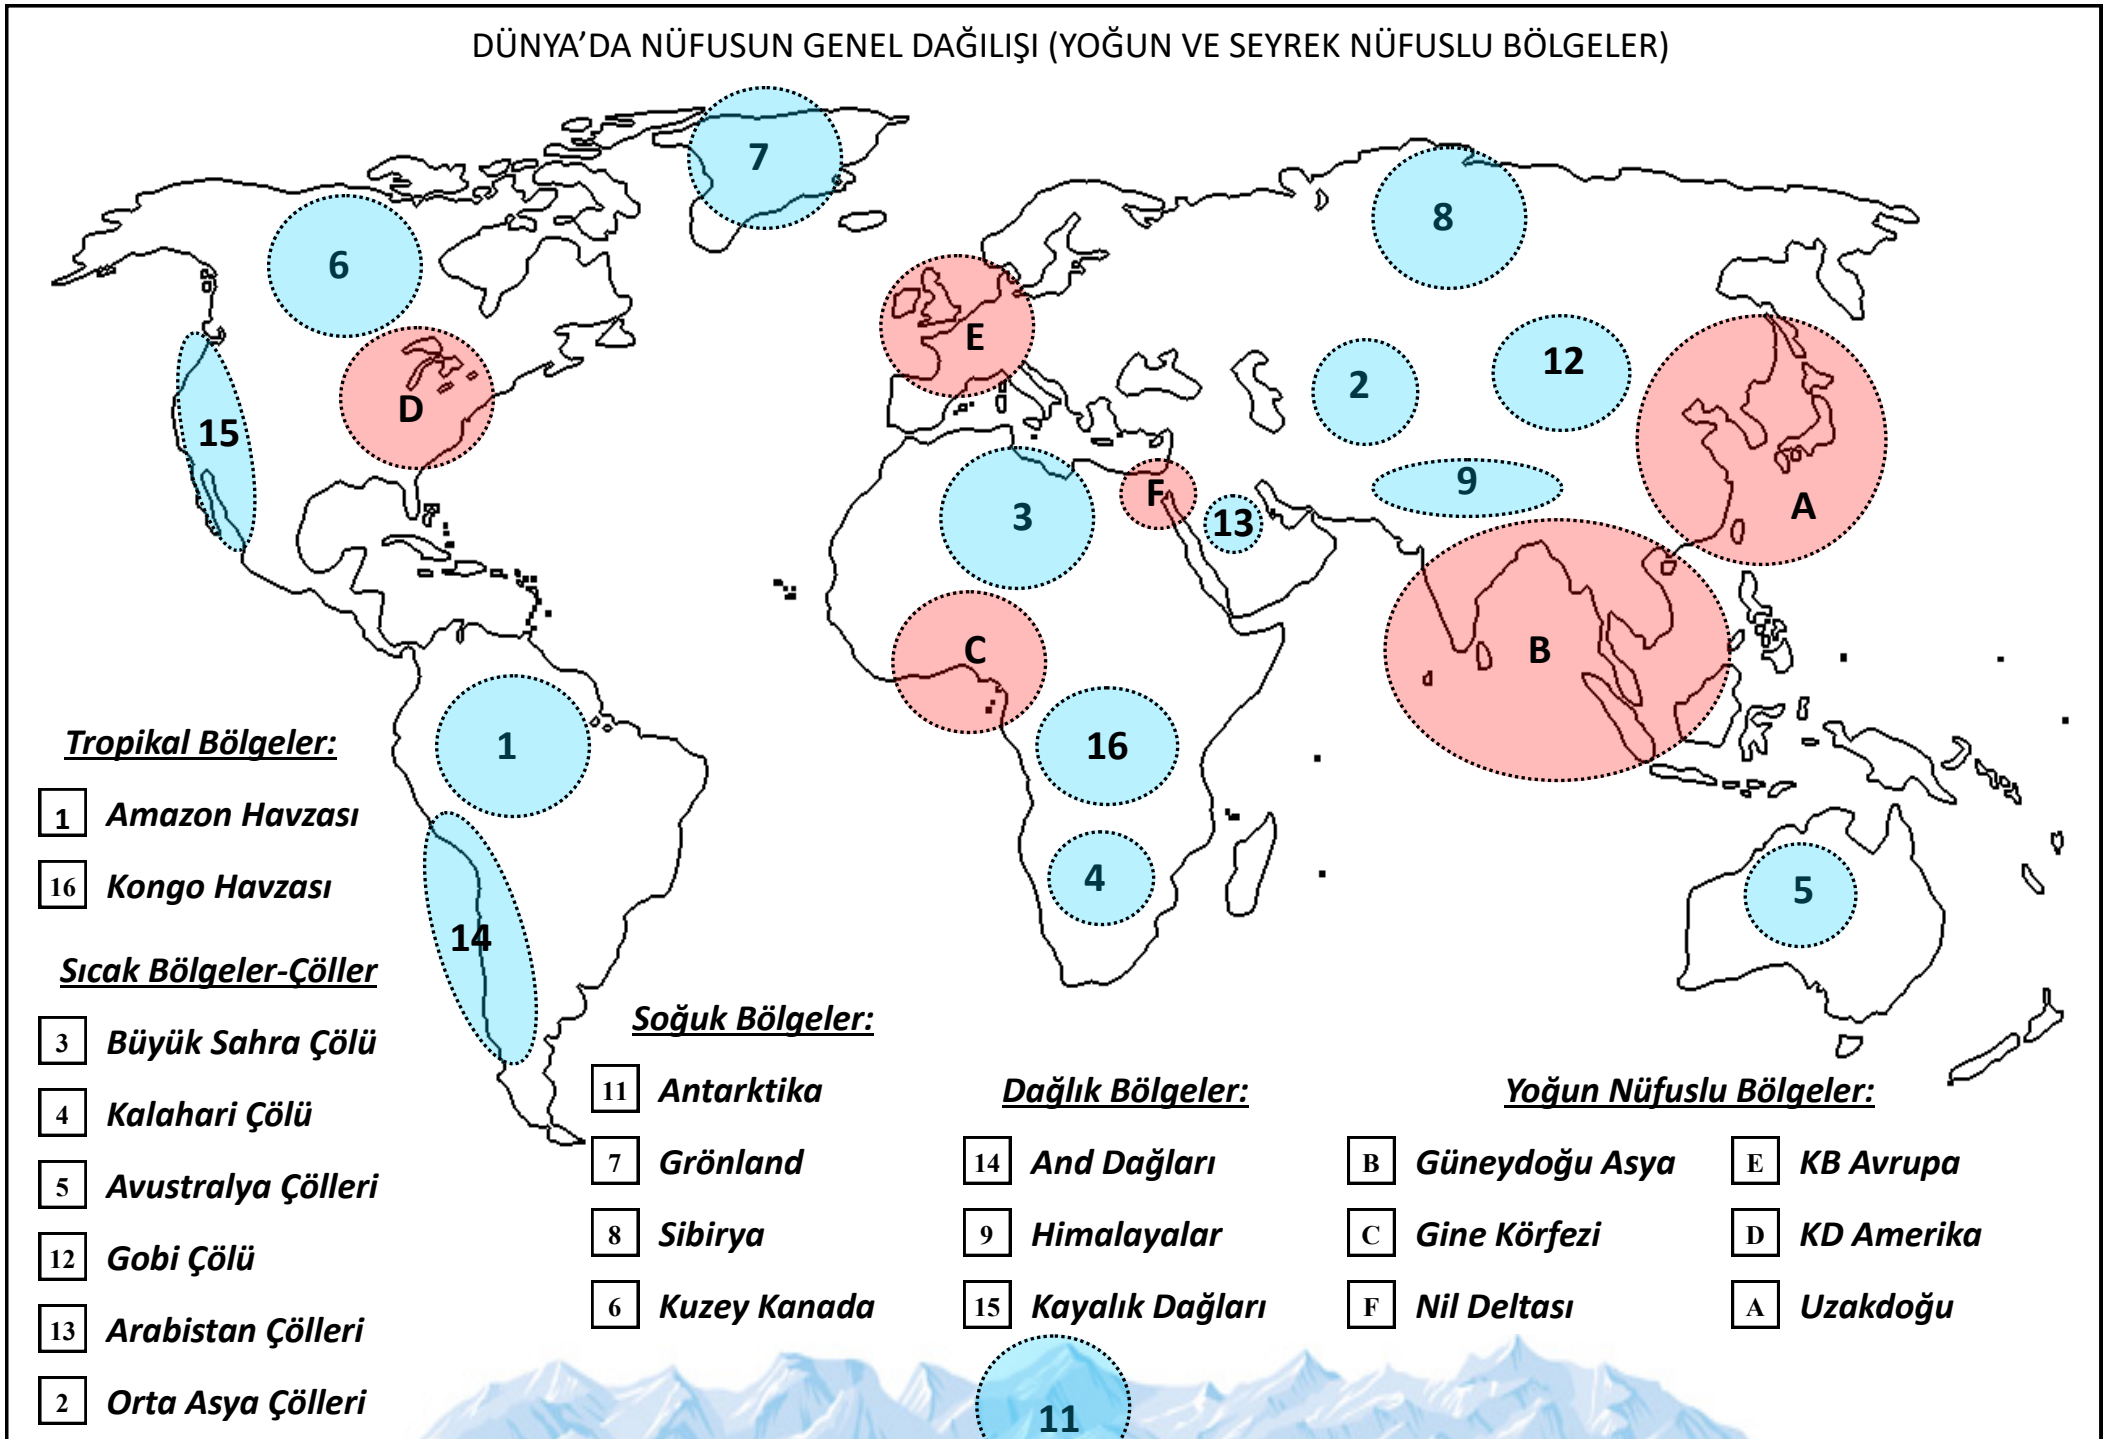 DÜNYA’DA NÜFUSUN GENEL DAĞILIŞI (YOĞUN VE SEYREK NÜFUSLU BÖLGELER)
7
8
6
E
12
2
D
15
9
3
F
13
A
C
B
1
16
4
5
14
11
Tropikal Bölgeler:
1 Amazon Havzası
16 Kongo Havzası
Sıcak Bölgeler-Çöller
3 Büyük Sahra Çölü
4 Kalahari Çölü
5 Avustralya Çölleri
12 Gobi Çölü
13 Arabistan Çölleri
2 Orta Asya Çölleri
Soğuk Bölgeler:
11 Antarktika
7 Grönland
8 Sibirya
6 Kuzey Kanada
Dağlık Bölgeler:
14 And Dağları
9 Himalayalar
15 Kayalık Dağları
Yoğun Nüfuslu Bölgeler:
B Güneydoğu Asya
C Gine Körfezi
F Nil Deltası
E KB Avrupa
D KD Amerika
A Uzakdoğu